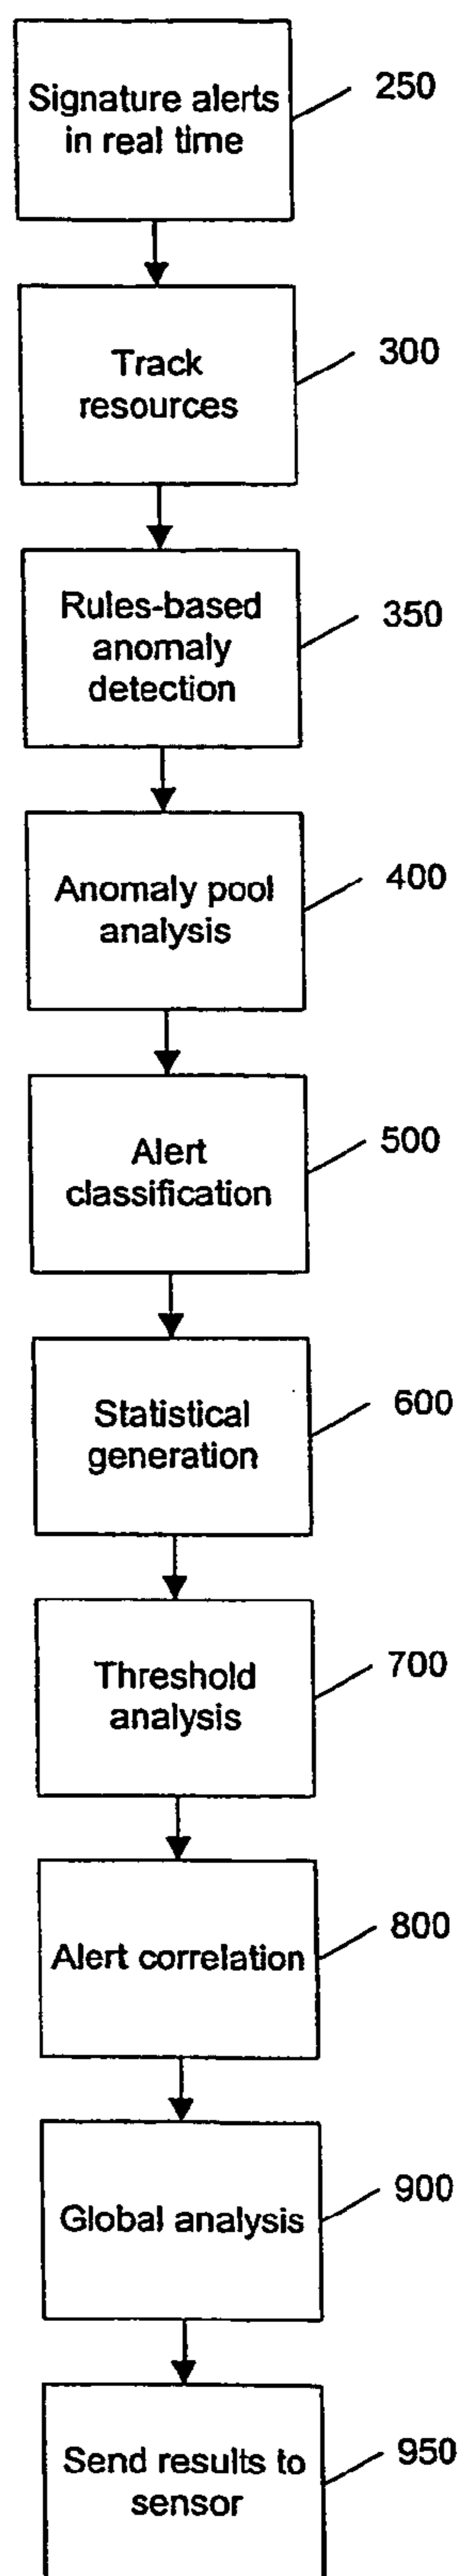 Signature alerts
in real time
250
Track
resources
300
Rules-based
anomaly
detection
350
Anomaly pool
analysis
400
Alert
classification
500
Statistical
generation
600
Threshold
analysis
700
Alert correlation
800
Global analysis
900
Send results to
sensor
950